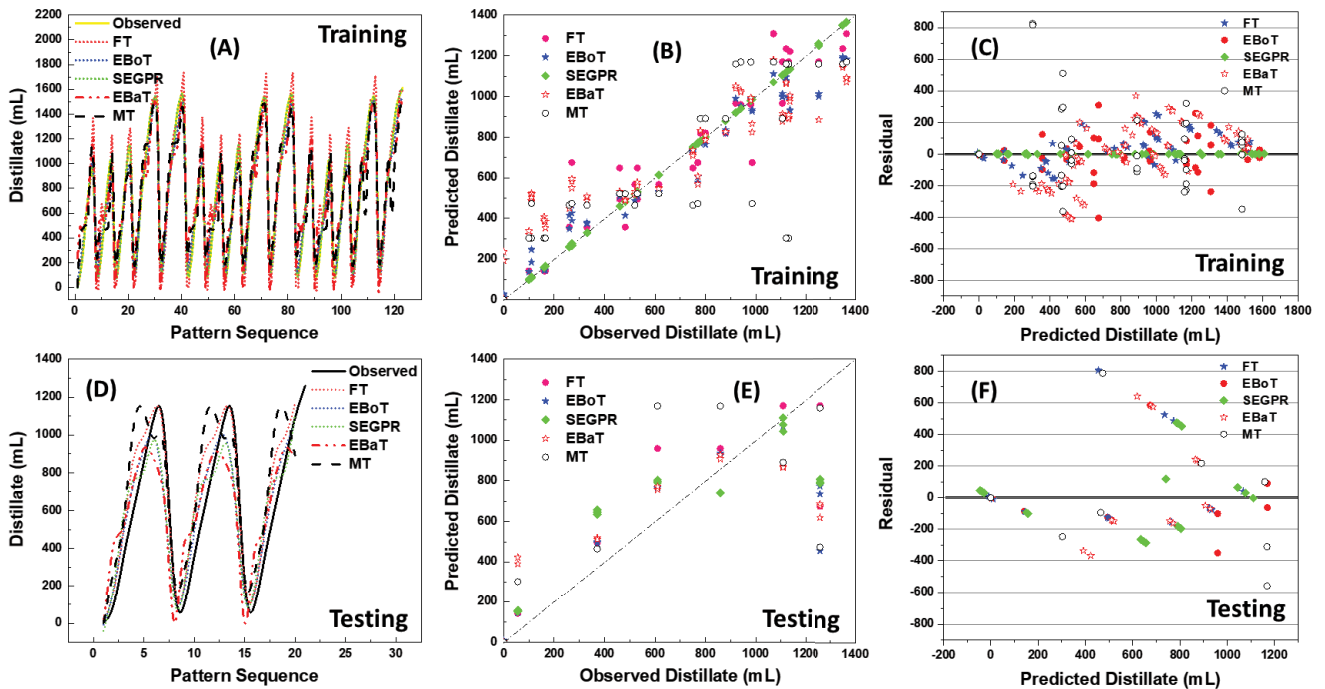 (A)
Training
Observed
FT
EBoT
SEGPR
EBaT
MT
2200
2000
1800
1600
1400
1200
1000
800
600
400
200
0
-200
0 20 40 60 80 100 120
Distillate (mL)
Pattern Sequence
(B)
FT
EBoT
SEGPR
EBaT
MT
Training
1400
1200
1000
800
600
400
200
0
0 200 400 600 800 1000 1200 1400
Predicted Distillate (mL)
Observed Distillate (mL)
(C)
FT
EBoT
SEGPR
EBaT
MT
Training
800
600
400
200
0
-200
-400
-600
-800
-200 0 200 400 600 800 1000 1200 1400 1600 1800
Residual
Predicted Distillate (mL)
(D)
Observed
FT
EBoT
SEGPR
EBaT
MT
Testing
1400
1200
1000
800
600
400
200
0
-200
0 5 10 15 20 25 30
Distillate (mL)
Pattern Sequence
(E)
FT
EBoT
SEGPR
EBaT
MT
Testing
1400
1200
1000
800
600
400
200
0
0 200 400 600 800 1000 1200 1400
Predicted Distillate (mL)
Observed Distillate (mL)
(F)
FT
EBoT
SEGPR
EBaT
MT
Testing
800
600
400
200
0
-200
-400
-600
-800
-200 0 200 400 600 800 1000 1200
Residual
Predicted Distillate (mL)